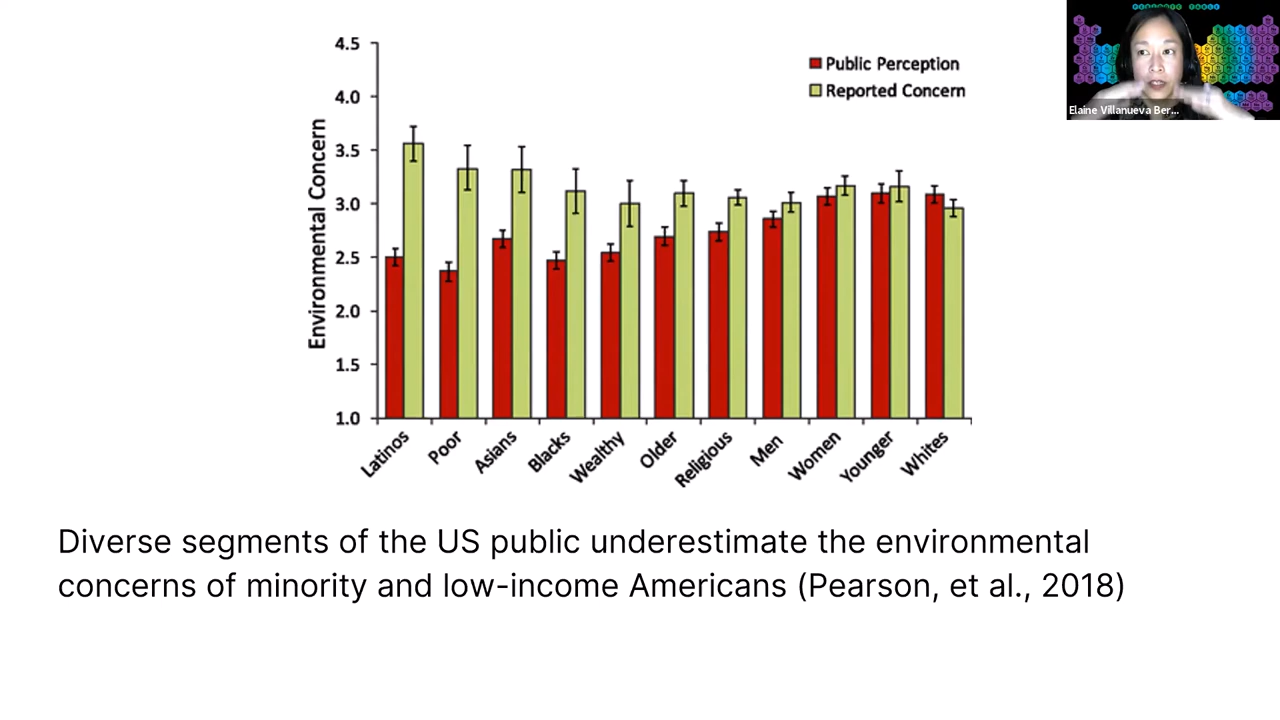 4.5
4.0
3.5
3.0
2.5
2.0
1.5
1.0
Environmental Concern
Public Perception
Reported Concern
Latinos
Poor
Asians
Blacks
Wealthy
Older
Religious
Men
Women
Younger
Whites
Elaine Villanueva Ber...
Diverse segments of the US public underestimate the environmental
concerns of minority and low-income Americans (Pearson, et al., 2018)